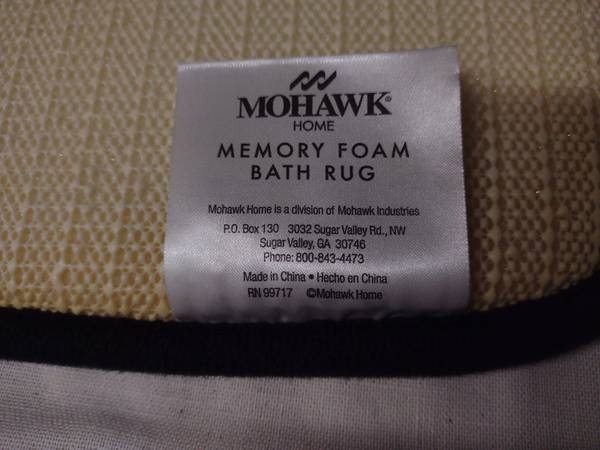 MOHAWK®
HOME
MEMORY FOAM
BATH RUG
Mohawk Home is a division of Mohawk Industries
P.O. Box 130 3032 Sugar Valley Rd., NW
Sugar Valley, GA 30746
Phone: 800-843-4473
Made in China • Hecho en China
RN 99717 ©Mohawk Home